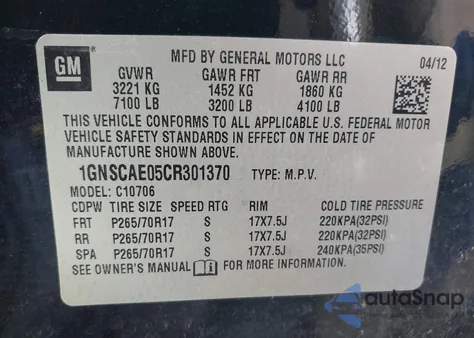 GM
MFD BY GENERAL MOTORS LLC
04/12
GVWR GAWR FRT GAWR RR
3221 KG 1452 KG 1860 KG
7100 LB 3200 LB 4100 LB
THIS VEHICLE CONFORMS TO ALL APPLICABLE U.S. FEDERAL MOTOR
VEHICLE SAFETY STANDARDS IN EFFECT ON THE DATE OF
MANUFACTURE SHOWN ABOVE.
1GNSCAE05CR301370 TYPE: M.P.V.
MODEL: C10706
CDPW TIRE SIZE SPEED RTG RIM COLD TIRE PRESSURE
FRT P265/70R17 S 17X7.5J 220KPA(32PSI)
RR P265/70R17 S 17X7.5J 220KPA(32PSI)
SPA P265/70R17 S 17X7.5J 240KPA(35PSI)
SEE OWNER'S MANUAL i FOR MORE INFORMATION.
autoSnap